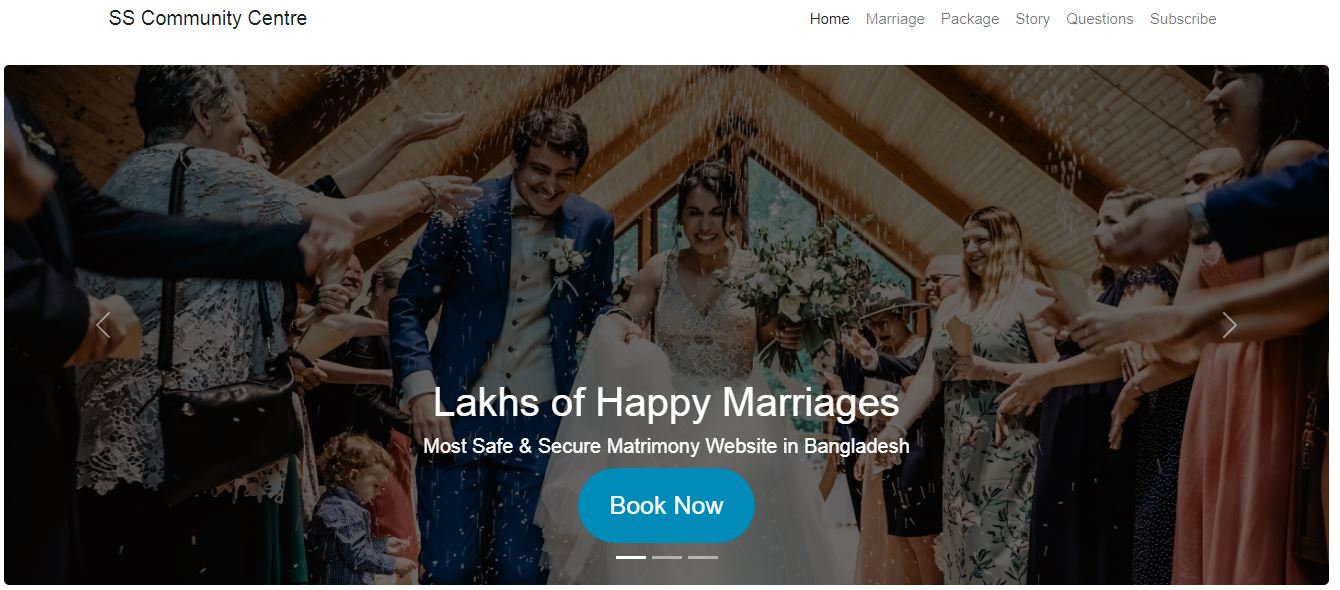 SS Community Centre
Home Marriage Package Story Questions Subscribe
Lakhs of Happy Marriages
Most Safe & Secure Matrimony Website in Bangladesh
Book Now